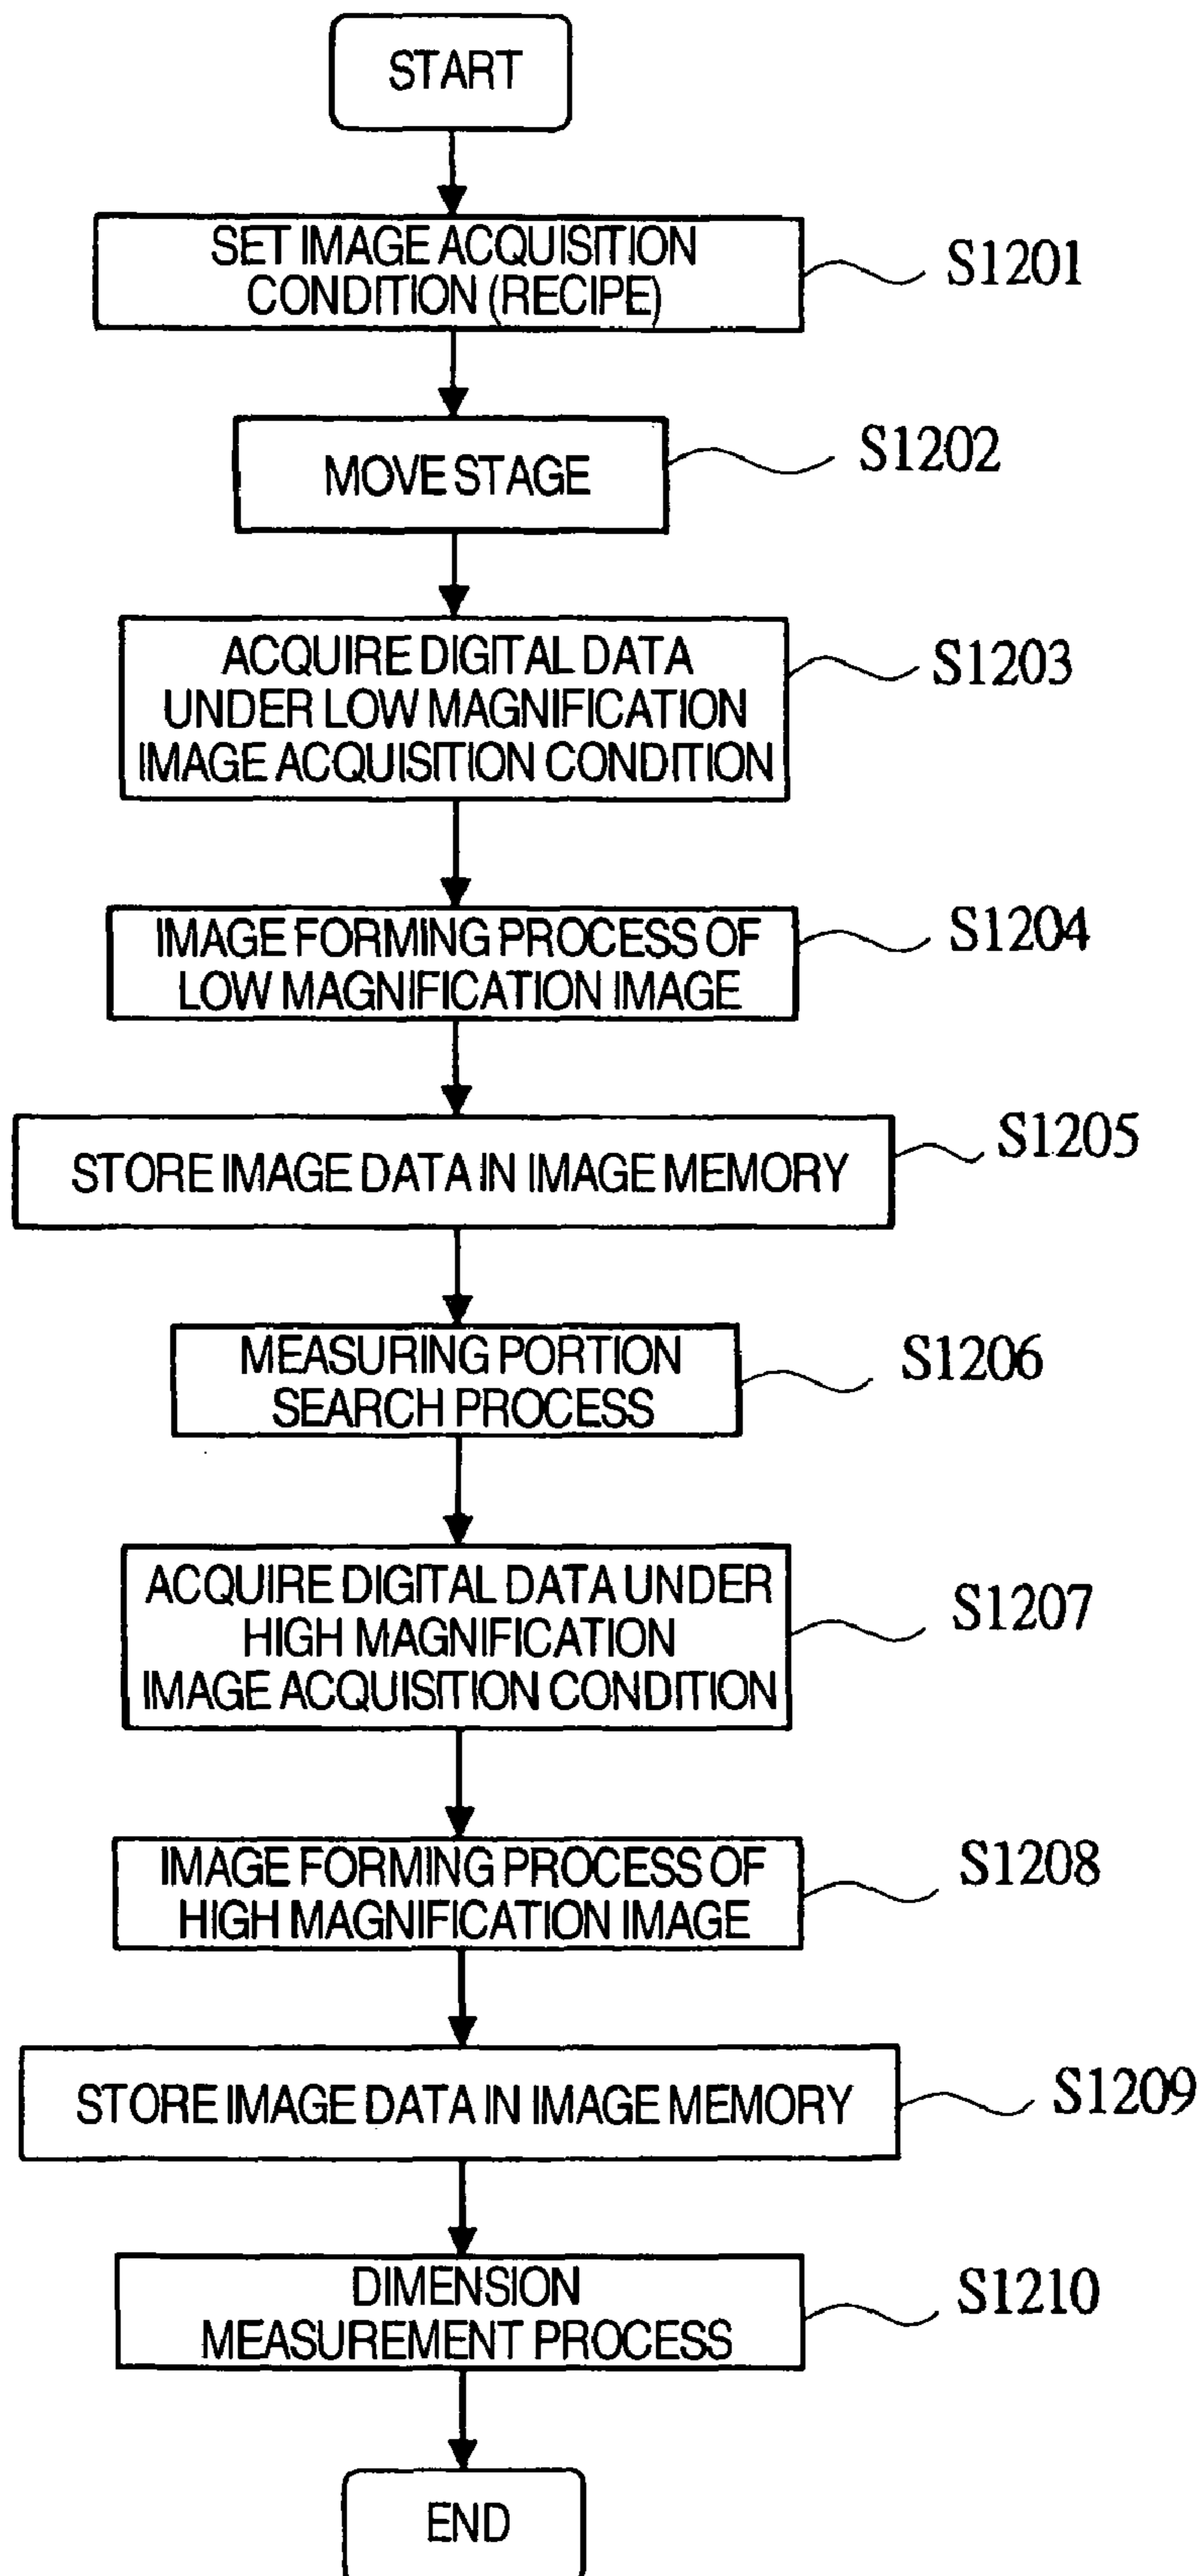 START
SET IMAGE ACQUISITION
CONDITION (RECIPE)
S1201
MOVE STAGE
S1202
ACQUIRE DIGITAL DATA
UNDER LOW MAGNIFICATION
IMAGE ACQUISITION CONDITION
S1203
IMAGE FORMING PROCESS OF
LOW MAGNIFICATION IMAGE
S1204
STORE IMAGE DATA IN IMAGE MEMORY
S1205
MEASURING PORTION
SEARCH PROCESS
S1206
ACQUIRE DIGITAL DATA UNDER
HIGH MAGNIFICATION
IMAGE ACQUISITION CONDITION
S1207
IMAGE FORMING PROCESS OF
HIGH MAGNIFICATION IMAGE
S1208
STORE IMAGE DATA IN IMAGE MEMORY
S1209
DIMENSION
MEASUREMENT PROCESS
S1210
END